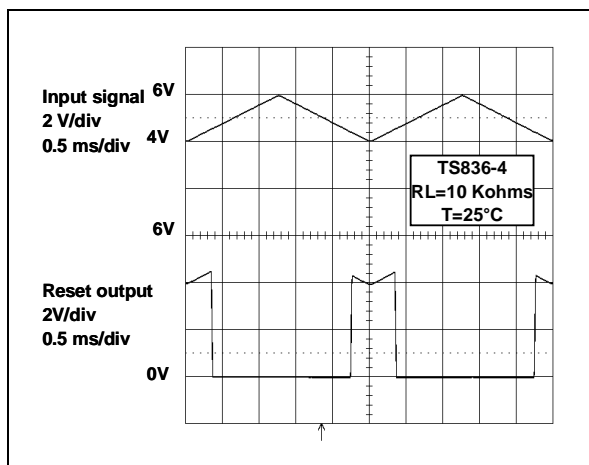 Input signal
2 V/div
0.5 ms/div
6V
4V
TS836-4
RL=10 Kohms
T=25°C
6V
Reset output
2V/div
0.5 ms/div
0V